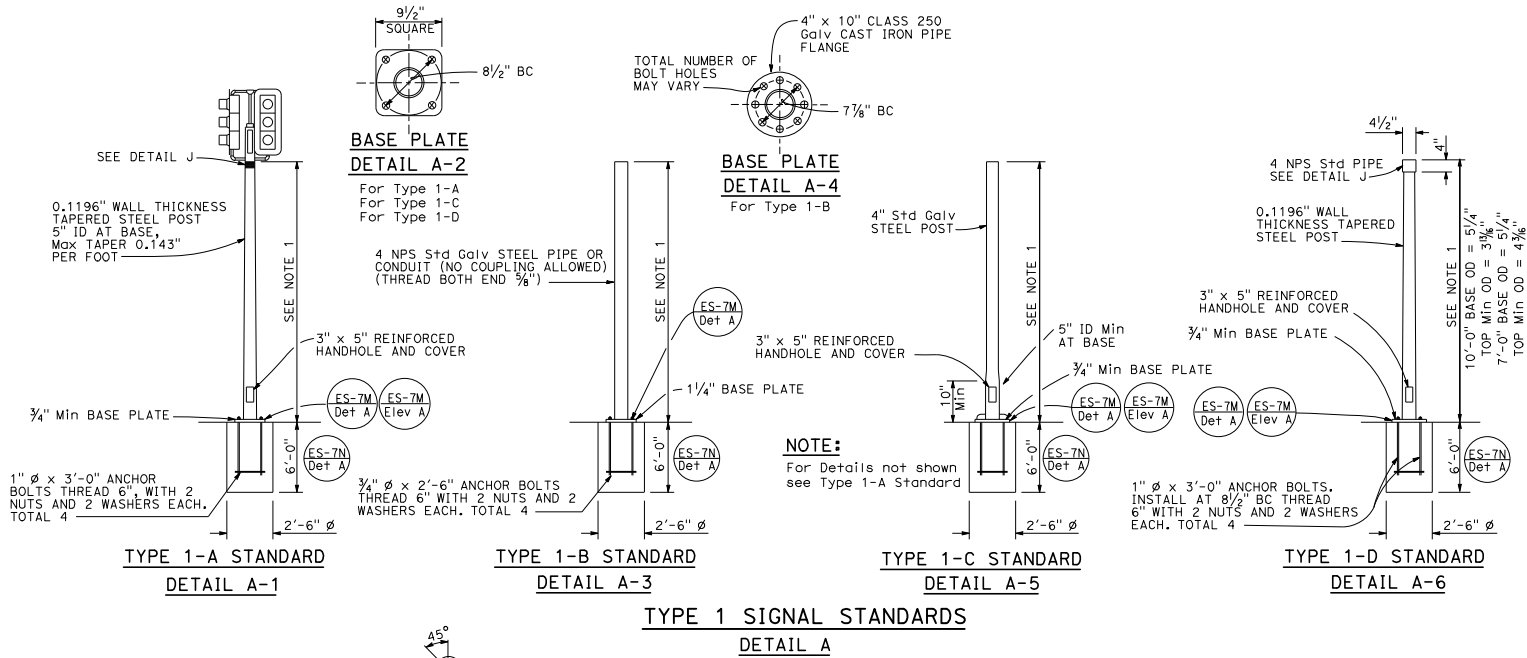 9½"
SQUARE
8½" BC
BASE PLATE
DETAIL A-2
For Type 1-A
For Type 1-C
For Type 1-D
4" x 10" CLASS 250
Galv CAST IRON PIPE
FLANGE
TOTAL NUMBER OF
BOLT HOLES
MAY VARY
7⅞" BC
BASE PLATE
DETAIL A-4
For Type 1-B
SEE DETAIL J
0.1196" WALL THICKNESS
TAPERED STEEL POST
5" ID AT BASE,
Max TAPER 0.143"
PER FOOT
SEE NOTE 1
3" x 5" REINFORCED
HANDHOLE AND COVER
¾" Min BASE PLATE
ES-7M
Det A
ES-7M
Elev A
ES-7N
Det A
6'-0"
1" Ø x 3'-0" ANCHOR
BOLTS THREAD 6", WITH 2
NUTS AND 2 WASHERS EACH.
TOTAL 4
2'-6" Ø
TYPE 1-A STANDARD
DETAIL A-1
4 NPS Std Galv STEEL PIPE OR
CONDUIT (NO COUPLING ALLOWED)
(THREAD BOTH END ⅝")
SEE NOTE 1
ES-7M
Det A
1¼" BASE PLATE
6'-0"
ES-7N
Det A
¾" Ø x 2'-6" ANCHOR BOLTS
THREAD 6" WITH 2 NUTS AND 2
WASHERS EACH. TOTAL 4
2'-6" Ø
TYPE 1-B STANDARD
DETAIL A-3
4" Std Galv
STEEL POST
SEE NOTE 1
3" x 5" REINFORCED
HANDHOLE AND COVER
5" ID Min
AT BASE
¾" Min BASE PLATE
10"
Min
ES-7M
Det A
ES-7M
Elev A
6'-0"
ES-7N
Det A
NOTE:
For Details not shown
see Type 1-A Standard
2'-6" Ø
TYPE 1-C STANDARD
DETAIL A-5
4½"
4"
4 NPS Std PIPE
SEE DETAIL J
0.1196" WALL
THICKNESS TAPERED
STEEL POST
SEE NOTE 1
10'-0" BASE OD = 5¼"
TOP Min OD = 3 13/16"
7'-0" BASE OD = 5¼"
TOP Min OD = 4 3/16"
3" x 5" REINFORCED
HANDHOLE AND COVER
¾" Min BASE PLATE
ES-7M
Det A
ES-7M
Elev A
6'-0"
ES-7N
Det A
1" Ø x 3'-0" ANCHOR BOLTS.
INSTALL AT 8½" BC THREAD
6" WITH 2 NUTS AND 2 WASHERS
EACH. TOTAL 4
2'-6" Ø
TYPE 1-D STANDARD
DETAIL A-6
TYPE 1 SIGNAL STANDARDS
DETAIL A
45°